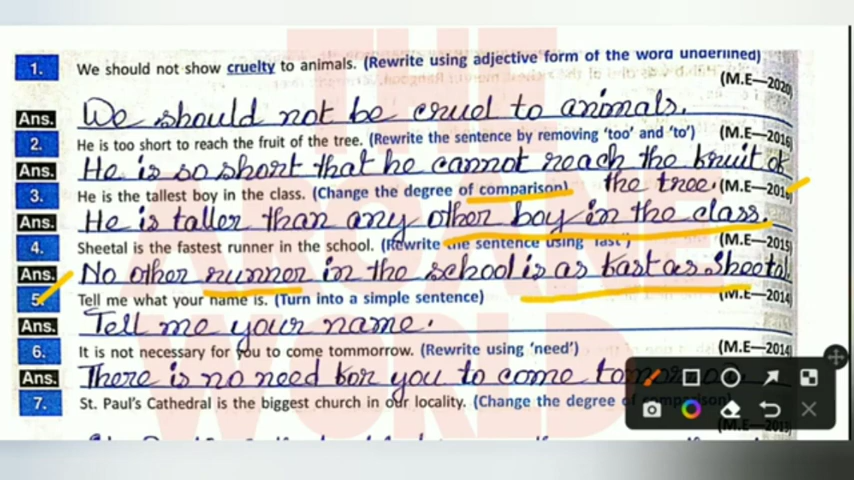 1. We should not show cruelty to animals. (Rewrite using adjective form of the word underlined)
(M.E—2020)
Ans. We should not be cruel to animals.
2. He is too short to reach the fruit of the tree. (Rewrite the sentence by removing 'too' and 'to') (M.E—2016)
Ans. He is so short that he cannot reach the fruit of
the tree.
3. He is the tallest boy in the class. (Change the degree of comparison) (M.E—2016)
Ans. He is taller than any other boy in the class.
4. Sheetal is the fastest runner in the school. (Rewrite the sentence using 'fast') (M.E—2015)
Ans. No other runner in the school is as fast as Sheetal.
5. Tell me what your name is. (Turn into a simple sentence) (M.E—2014)
Ans. Tell me your name.
6. It is not necessary for you to come tommorrow. (Rewrite using 'need') (M.E—2014)
Ans. There is no need for you to come
7. St. Paul's Cathedral is the biggest church in our locality. (Change the degree of comparison)
(M.E—2013)
THE
ARCANE
WORLD